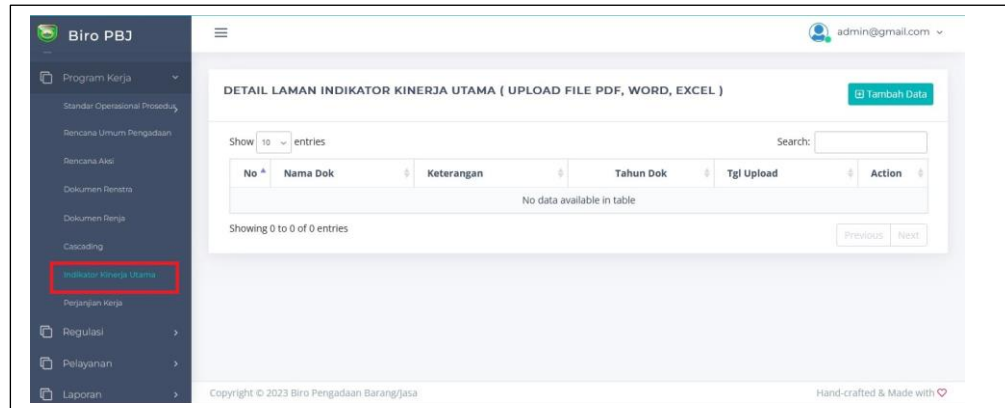 Biro PBJ
admin@gmail.com
Program Kerja
Standar Operasional Prosedur
Rencana Umum Pengadaan
Rencana Aksi
Dokumen Renstra
Dokumen Renja
Cascading
Indikator Kinerja Utama
Perjanjian Kerja
Regulasi
Pelayanan
Laporan
DETAIL LAMAN INDIKATOR KINERJA UTAMA ( UPLOAD FILE PDF, WORD, EXCEL )
Tambah Data
Show 10 entries
Search:
No Nama Dok Keterangan Tahun Dok Tgl Upload Action
No data available in table
Showing 0 to 0 of 0 entries
Previous Next
Copyright © 2023 Biro Pengadaan Barang/Jasa
Hand-crafted & Made with